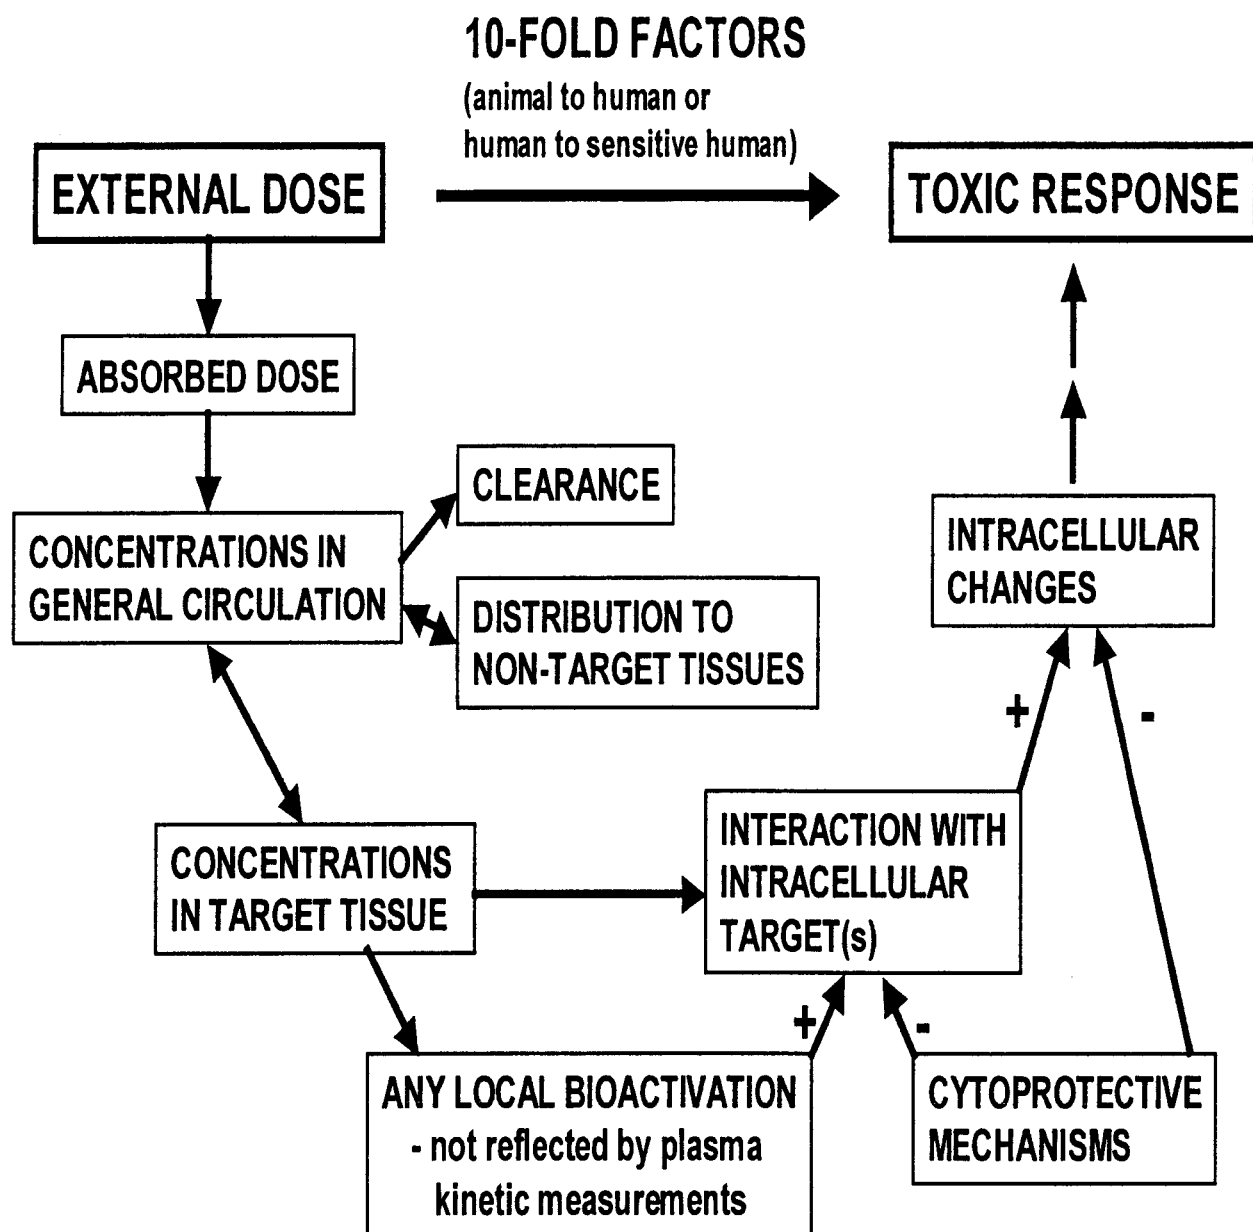 10-FOLD FACTORS
(animal to human or
human to sensitive human)
EXTERNAL DOSE
TOXIC RESPONSE
ABSORBED DOSE
CLEARANCE
CONCENTRATIONS IN
GENERAL CIRCULATION
DISTRIBUTION TO
NON-TARGET TISSUES
INTRACELLULAR
CHANGES
+
-
CONCENTRATIONS
IN TARGET TISSUE
INTERACTION WITH
INTRACELLULAR
TARGET(s)
+
-
ANY LOCAL BIOACTIVATION
- not reflected by plasma
kinetic measurements
CYTOPROTECTIVE
MECHANISMS